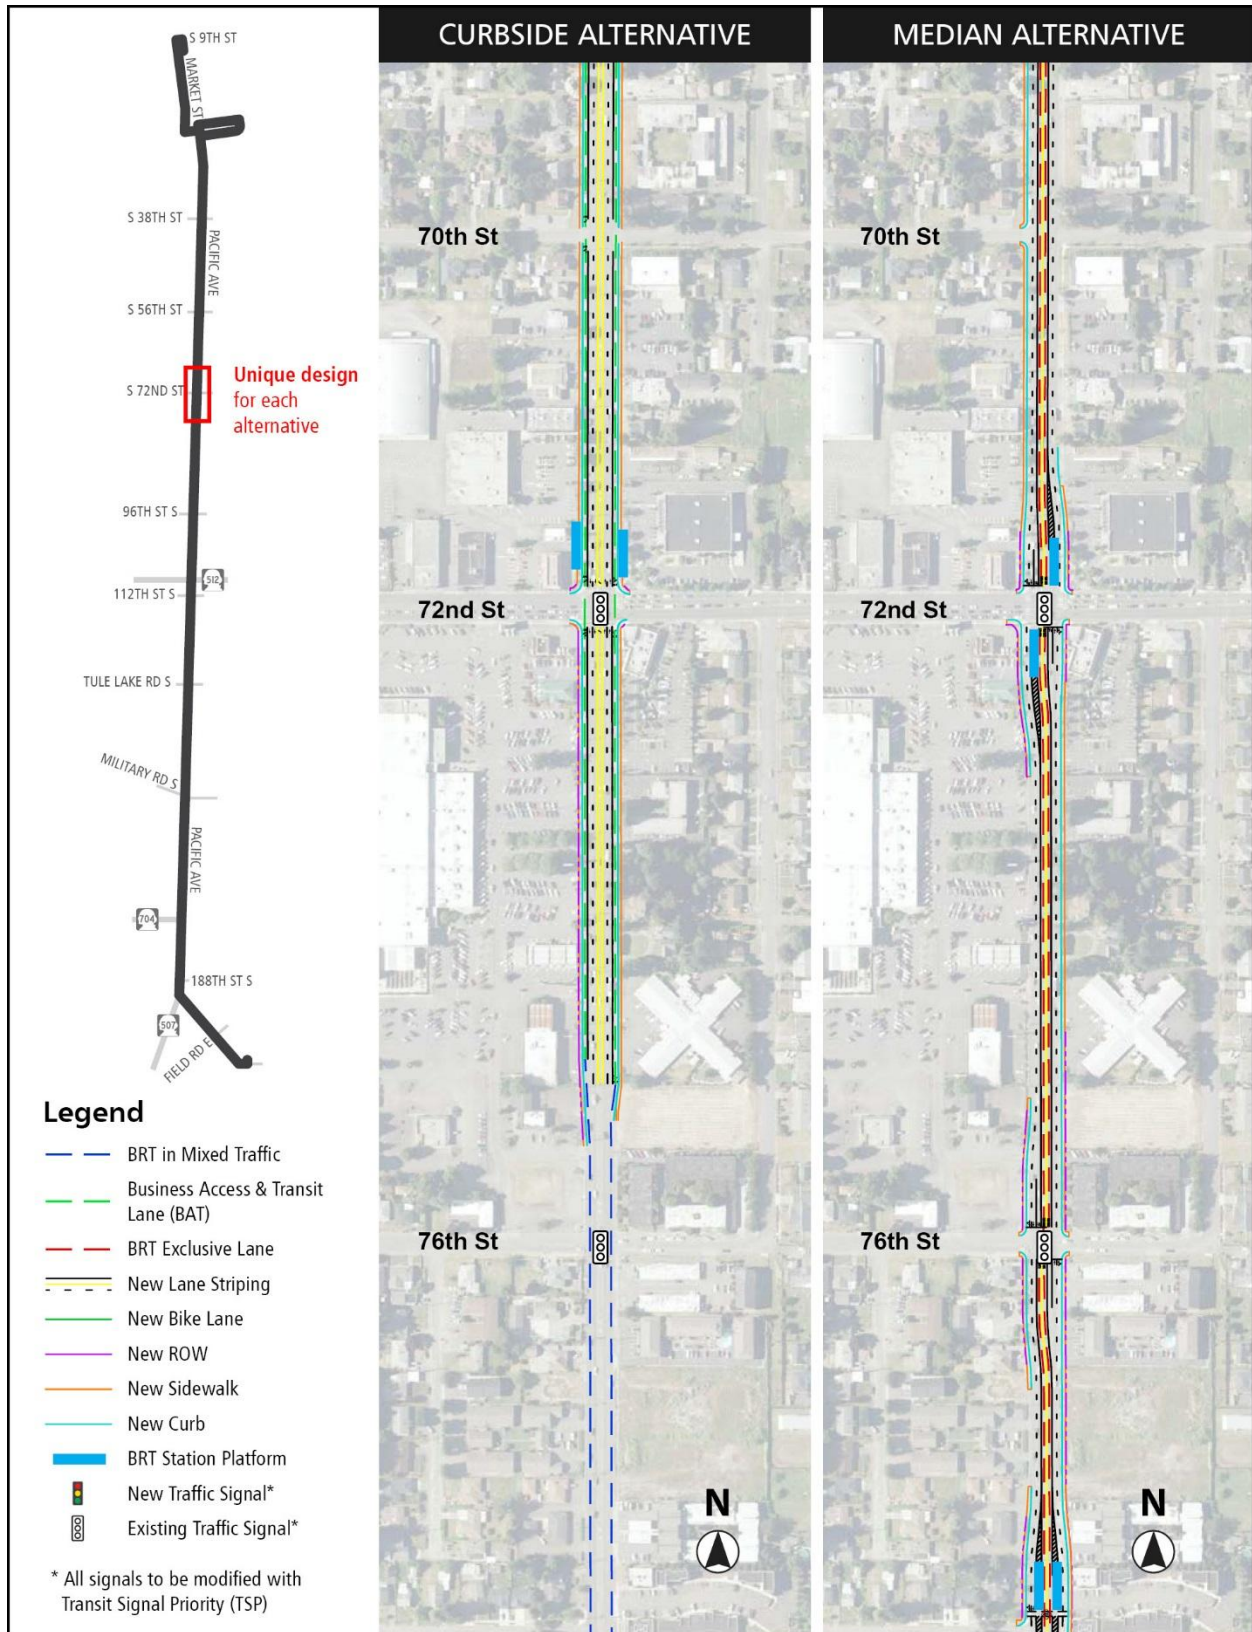 S 9TH ST
MARKET ST
S 38TH ST
PACIFIC AVE
S 56TH ST
S 72ND ST
Unique design
for each
alternative
96TH ST S
512
112TH ST S
TULE LAKE RD S
MILITARY RD S
PACIFIC AVE
704
188TH ST S
507
FIELD RD E
Legend
BRT in Mixed Traffic
Business Access & Transit
Lane (BAT)
BRT Exclusive Lane
New Lane Striping
New Bike Lane
New ROW
New Sidewalk
New Curb
BRT Station Platform
New Traffic Signal*
Existing Traffic Signal*
* All signals to be modified with
Transit Signal Priority (TSP)
CURBSIDE ALTERNATIVE
70th St
72nd St
76th St
N
MEDIAN ALTERNATIVE
70th St
72nd St
76th St
N